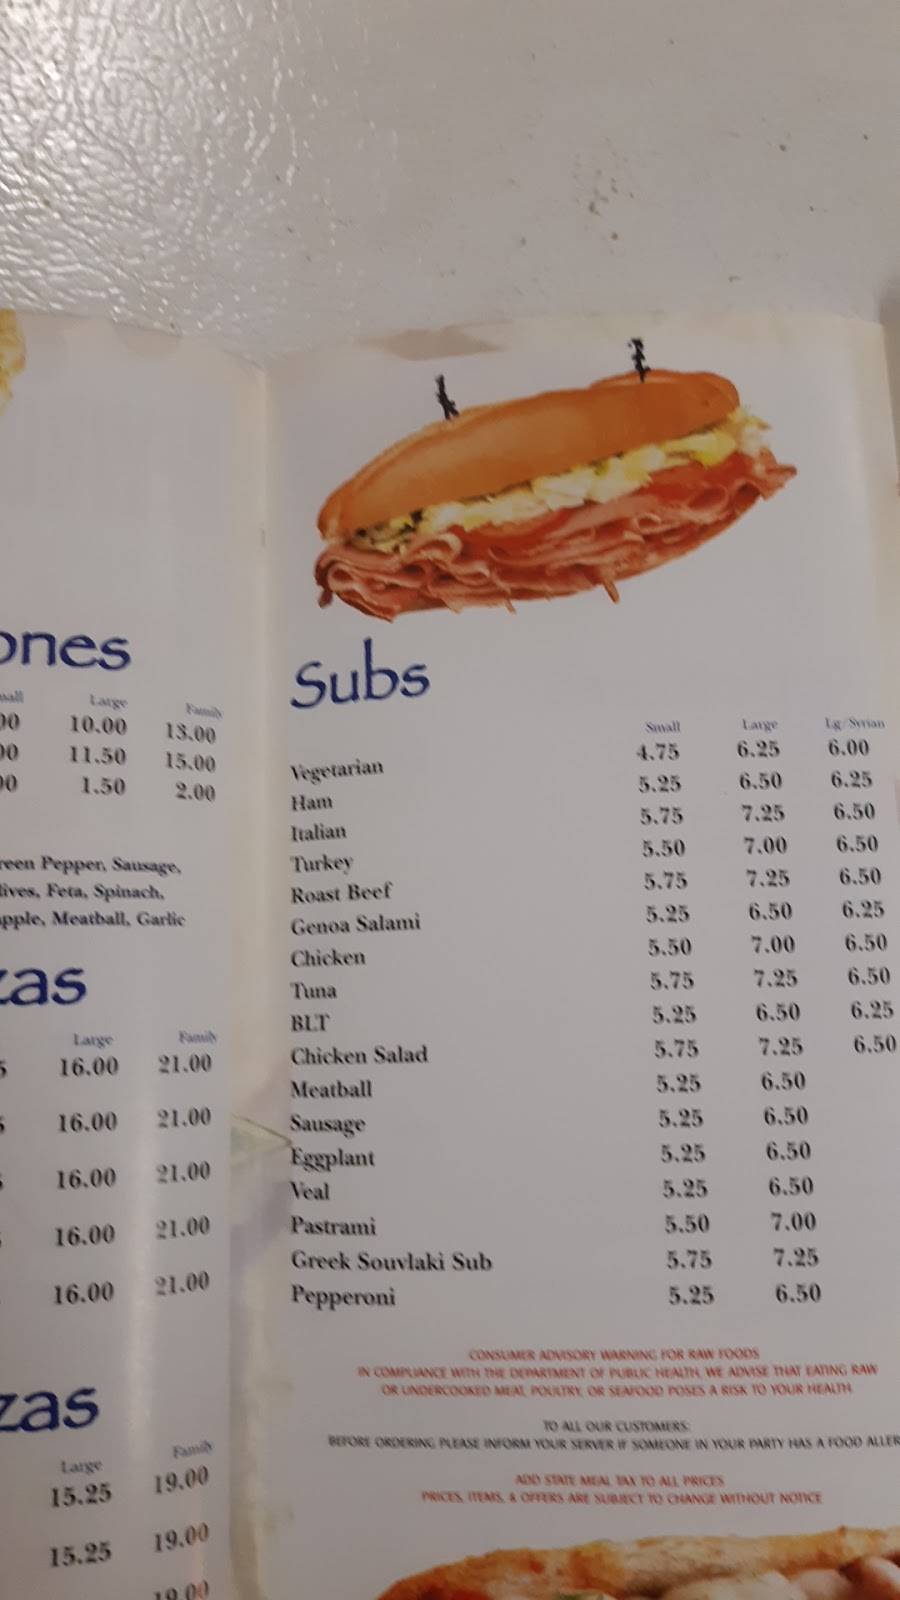 Large Family
10.00 13.00
11.50 15.00
1.50 2.00
Pepper, Sausage,
Feta, Spinach,
Meatball, Garlic
Large Family
16.00 21.00
16.00 21.00
16.00 21.00
16.00 21.00
16.00 21.00
Large Family
15.25 19.00
15.25 19.00
19.00
Subs
Small Large Lg/Syrian
Vegetarian 4.75 6.25 6.00
Ham 5.25 6.50 6.25
Italian 5.75 7.25 6.50
Turkey 5.50 7.00 6.50
Roast Beef 5.75 7.25 6.50
Genoa Salami 5.25 6.50 6.25
Chicken 5.50 7.00 6.50
Tuna 5.75 7.25 6.50
BLT 5.25 6.50 6.25
Chicken Salad 5.75 7.25 6.50
Meatball 5.25 6.50
Sausage 5.25 6.50
Eggplant 5.25 6.50
Veal 5.25 6.50
Pastrami 5.50 7.00
Greek Souvlaki Sub 5.75 7.25
Pepperoni 5.25 6.50
CONSUMER ADVISORY WARNING FOR RAW FOODS
IN COMPLIANCE WITH THE DEPARTMENT OF PUBLIC HEALTH, WE ADVISE THAT EATING RAW
OR UNDERCOOKED MEAT, POULTRY, OR SEAFOOD POSES A RISK TO YOUR HEALTH.
TO ALL OUR CUSTOMERS:
BEFORE ORDERING PLEASE INFORM YOUR SERVER IF SOMEONE IN YOUR PARTY HAS A FOOD
ADD STATE MEAL TAX TO ALL PRICES
PRICES, ITEMS, & OFFERS ARE SUBJECT TO CHANGE WITHOUT NOTICE